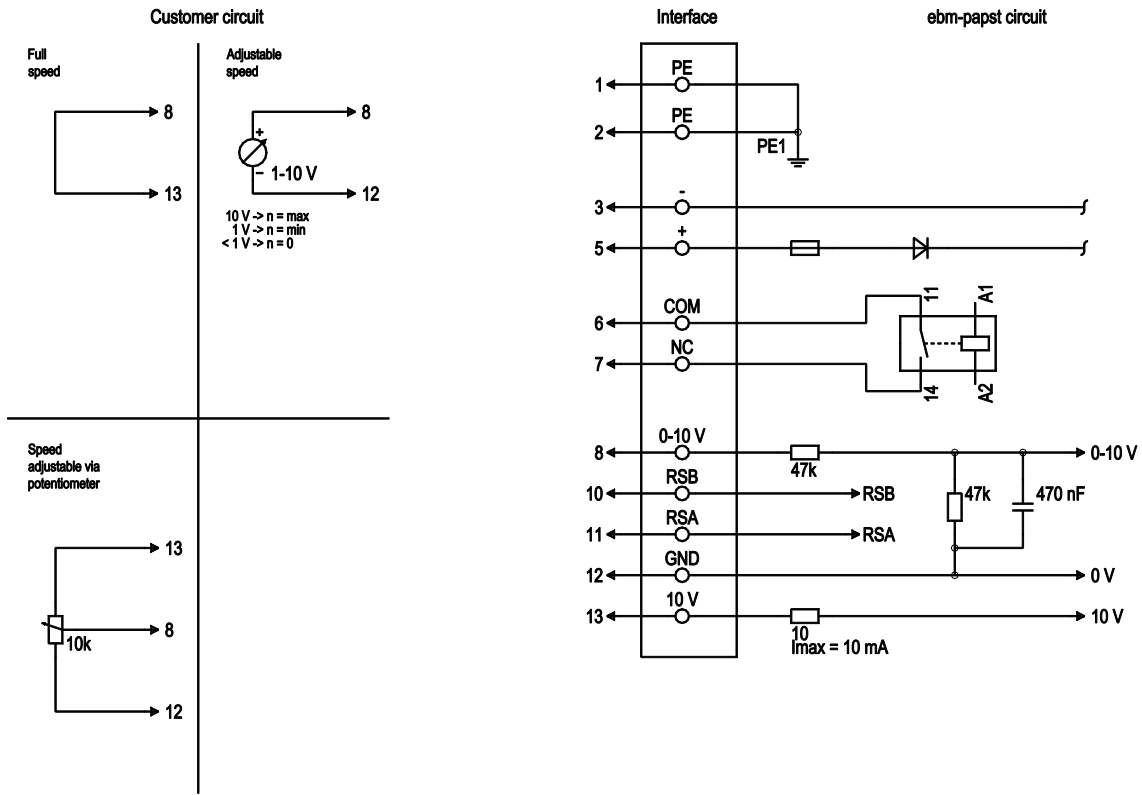 Customer circuit
Interface
ebm-papst circuit
Full
speed
8
13
Adjustable
speed
8
+
–
1-10 V
12
10 V -> n = max
1 V -> n = min
< 1 V -> n = 0
Speed
adjustable via
potentiometer
13
8
10k
12
1
PE
2
PE
PE1
3
-
5
+
6
COM
7
NC
11
A1
14
A2
8
0-10 V
47k
0-10 V
10
RSB
RSB
47k
470 nF
11
RSA
RSA
12
GND
0 V
13
10 V
10
Imax = 10 mA
10 V